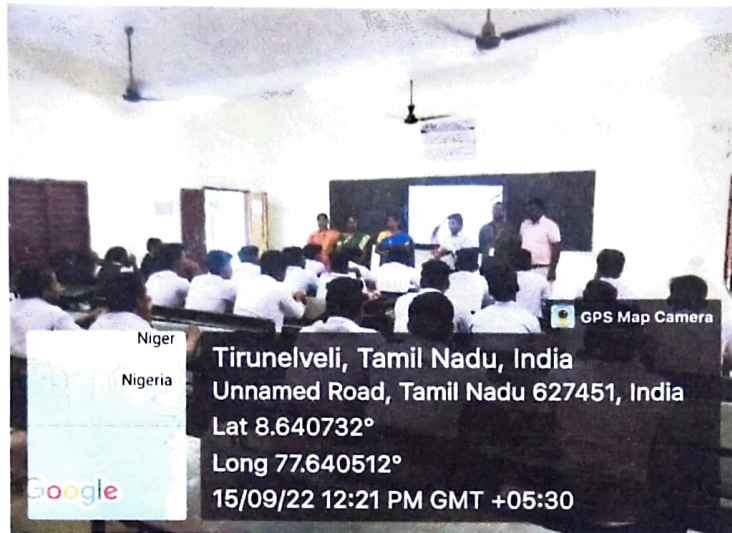 GPS Map Camera
Niger
Nigeria
Google
Tirunelveli, Tamil Nadu, India
Unnamed Road, Tamil Nadu 627451, India
Lat 8.640732°
Long 77.640512°
15/09/22 12:21 PM GMT +05:30